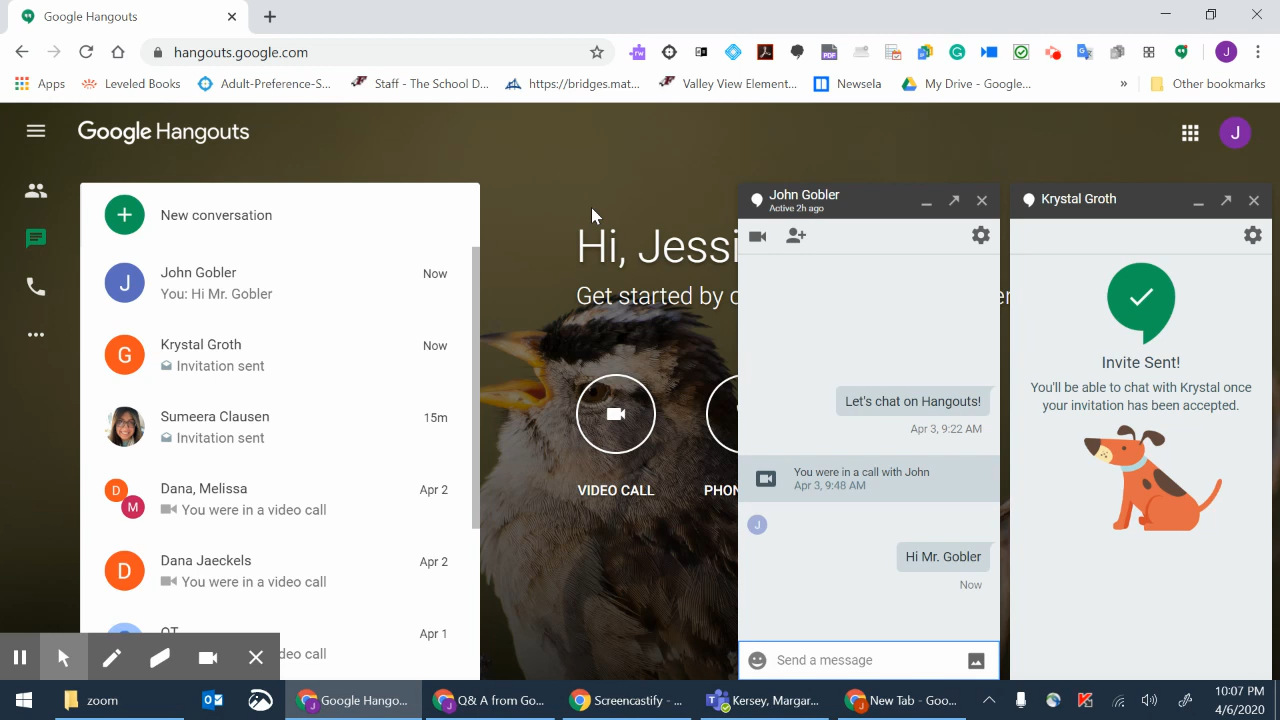 Google Hangouts
hangouts.google.com
Apps
Leveled Books
Adult-Preference-S...
Staff - The School D...
https://bridges.mat...
Valley View Element...
Newsela
My Drive - Google...
»
Other bookmarks
Google Hangouts
J
New conversation
J
John Gobler
Now
You: Hi Mr. Gobler
G
Krystal Groth
Now
Invitation sent
Sumeera Clausen
15m
Invitation sent
D
M
Dana, Melissa
Apr 2
You were in a video call
D
Dana Jaeckels
Apr 2
You were in a video call
OT
Apr 1
deo call
Hi, Jessi
Get started by
VIDEO CALL
PHON
John Gobler
Active 2h ago
Let's chat on Hangouts!
Apr 3, 9:22 AM
You were in a call with John
Apr 3, 9:48 AM
J
Hi Mr. Gobler
Now
Send a message
Krystal Groth
Invite Sent!
You'll be able to chat with Krystal once
your invitation has been accepted.
zoom
Google Hango...
Q& A from Go...
Screencastify - ...
Kersey, Margar...
New Tab - Goo...
10:07 PM
4/6/2020